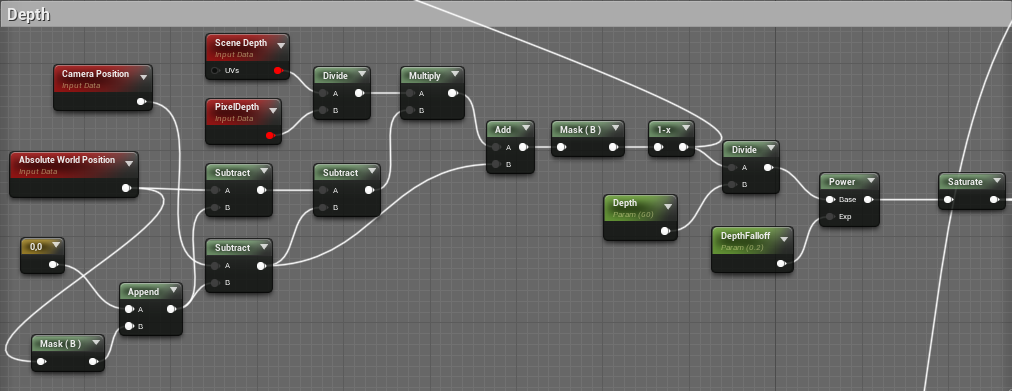 Depth
Scene Depth
Input Data
UVs
Camera Position
Input Data
Divide
A
B
Multiply
A
B
PixelDepth
Input Data
Add
A
B
Mask ( B )
1-x
Divide
A
B
Absolute World Position
Input Data
Subtract
A
B
Subtract
A
B
Power
Base
Exp
Saturate
Depth
Param (60)
DepthFalloff
Param (0.2)
0,0
Subtract
A
B
Append
A
B
Mask ( B )